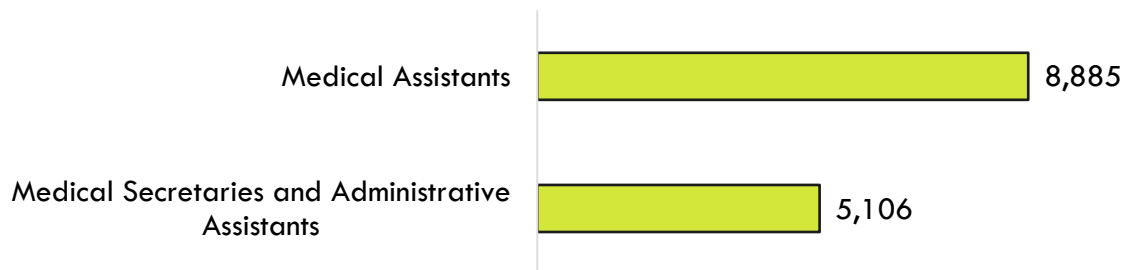 Medical Assistants
8,885
Medical Secretaries and Administrative
Assistants
5,106